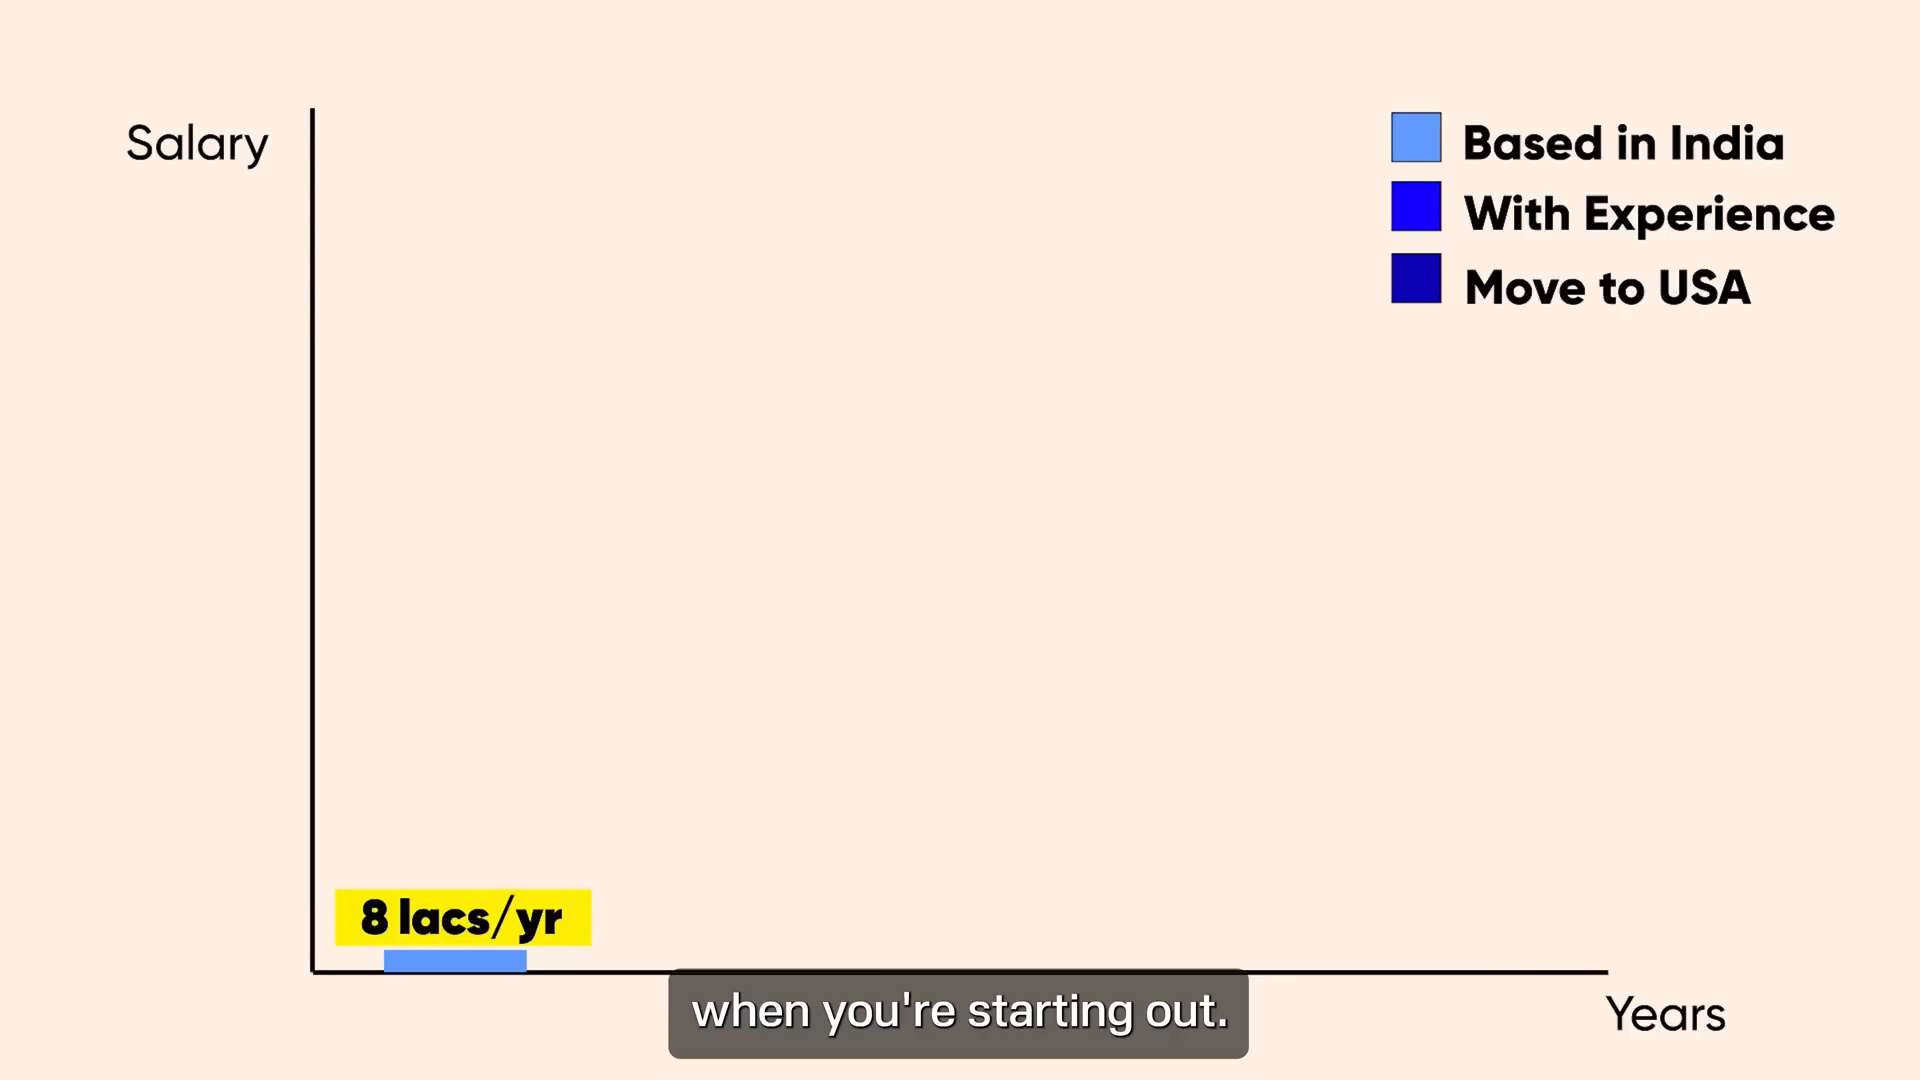 Salary
Based in India
With Experience
Move to USA
8 lacs/yr
when you're starting out.
Years